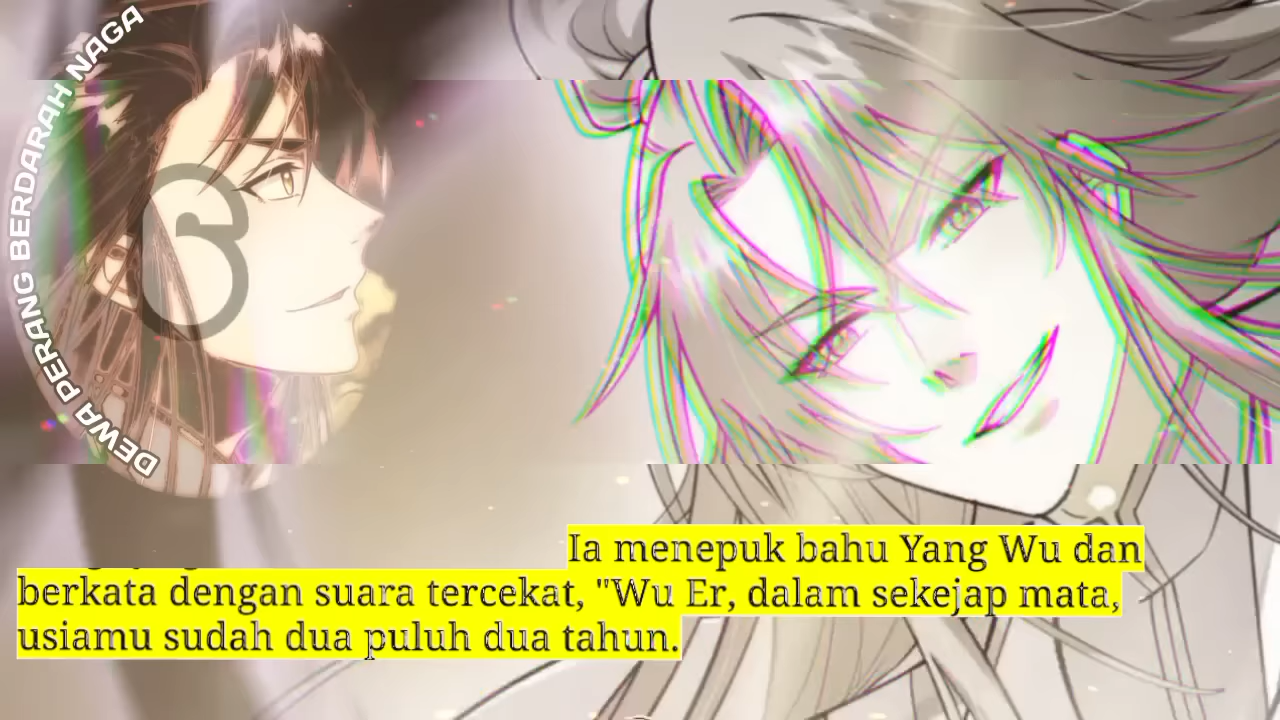 DEWA PERANG BERDARAH NAGA
Ia menepuk bahu Yang Wu dan
berkata dengan suara tercekat, "Wu Er, dalam sekejap mata,
usiamu sudah dua puluh dua tahun.